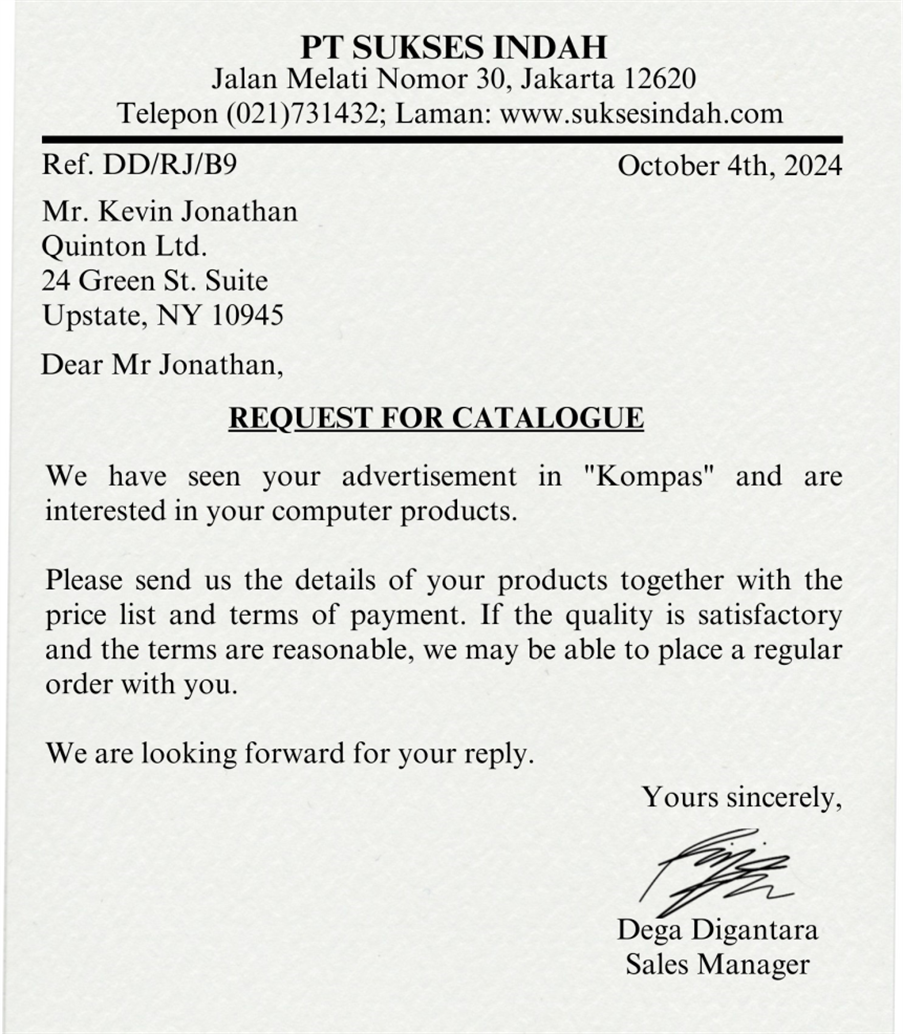 PT SUKSES INDAH
Jalan Melati Nomor 30, Jakarta 12620
Telepon (021)731432; Laman: www.suksesindah.com
Ref. DD/RJ/B9
October 4th, 2024
Mr. Kevin Jonathan
Quinton Ltd.
24 Green St. Suite
Upstate, NY 10945
Dear Mr Jonathan,
REQUEST FOR CATALOGUE
We have seen your advertisement in "Kompas" and are
interested in your computer products.
Please send us the details of your products together with the
price list and terms of payment. If the quality is satisfactory
and the terms are reasonable, we may be able to place a regular
order with you.
We are looking forward for your reply.
Yours sincerely,
Dega Digantara
Sales Manager